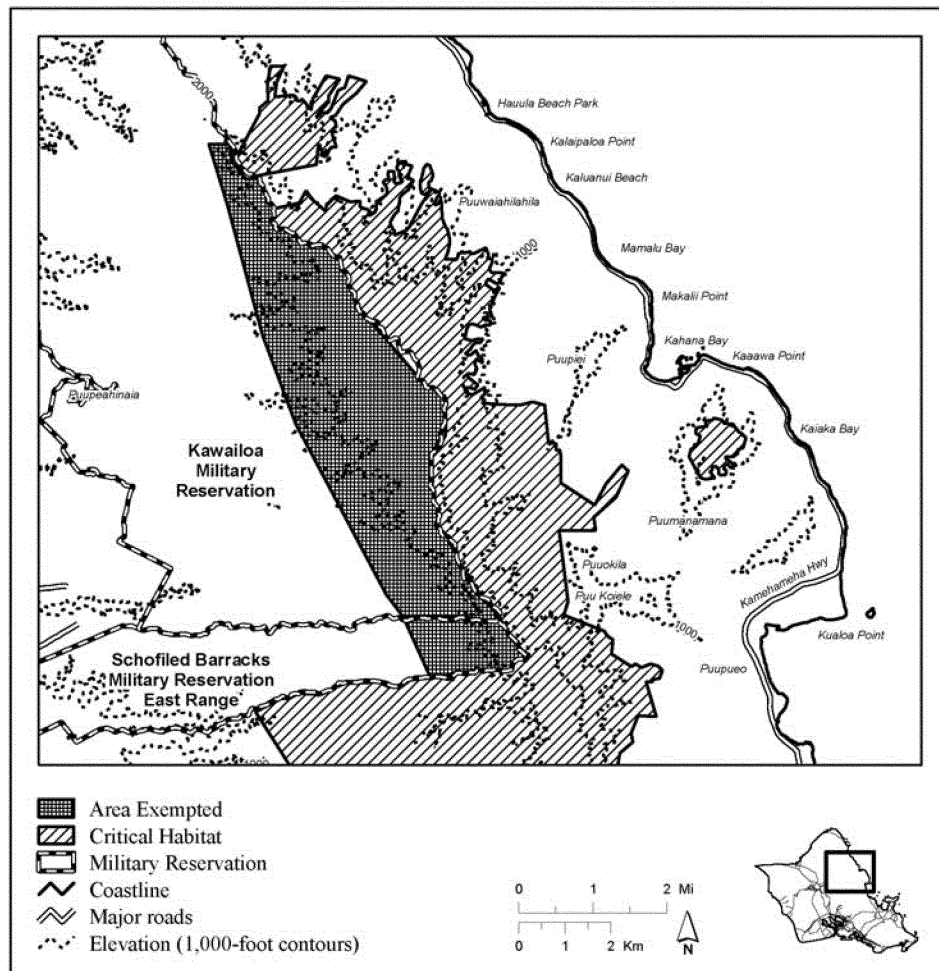 2000
Hauula Beach Park
Kalaipaloa Point
Kaluanui Beach
Puuwaiahilahila
1000
Mamalu Bay
Makalii Point
Kahana Bay
Puupiei
Kaaawa Point
Puupeahinaia
Kaiaka Bay
Kawailoa
Military
Reservation
Puumanamana
Puuokila
Kamehameha Hwy
Puu Koiele
1000
Kualoa Point
Schofiled Barracks
Military Reservation
East Range
Puupueo
1000
Area Exempted
Critical Habitat
Military Reservation
Coastline
Major roads
Elevation (1,000-foot contours)
0 1 2 Mi
0 1 2 Km
N